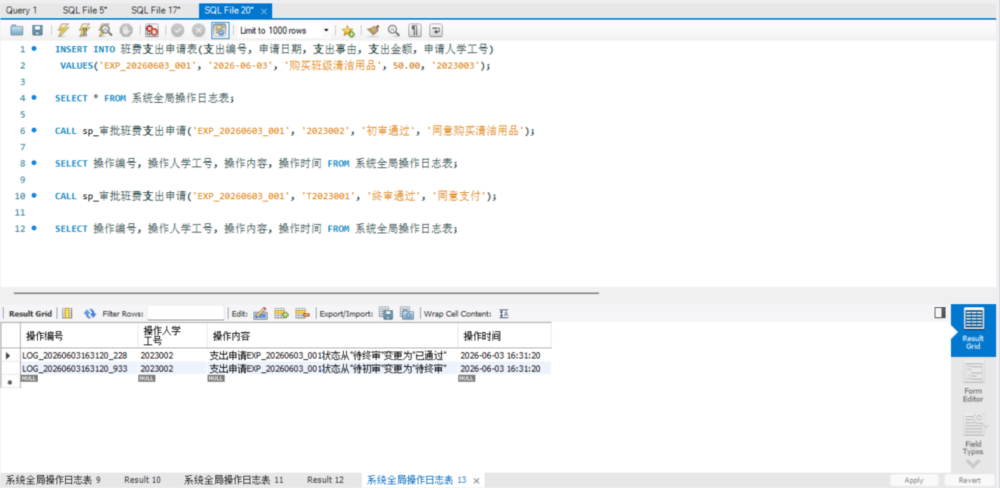 Query 1 SQL File 5* SQL File 17* SQL File 20*
Limit to 1000 rows
1 INSERT INTO 班费支出申请表(支出编号, 申请日期, 支出事由, 支出金额, 申请人学工号)
2 VALUES('EXP_20260603_001', '2026-06-03', '购买班级清洁用品', 50.00, '2023003');
3
4 SELECT * FROM 系统全局操作日志表;
5
6 CALL sp_审批班费支出申请('EXP_20260603_001', '2023002', '初审通过', '同意购买清洁用品');
7
8 SELECT 操作编号, 操作人学工号, 操作内容, 操作时间 FROM 系统全局操作日志表;
9
10 CALL sp_审批班费支出申请('EXP_20260603_001', 'T2023001', '终审通过', '同意支付');
11
12 SELECT 操作编号, 操作人学工号, 操作内容, 操作时间 FROM 系统全局操作日志表;
Result Grid Filter Rows: Edit: Export/Import: Wrap Cell Content:
操作编号 操作人学工号 操作内容 操作时间
LOG_20260603163120_228 2023002 支出申请EXP_20260603_001状态从"待终审"变更为"已通过" 2026-06-03 16:31:20
LOG_20260603163120_933 2023002 支出申请EXP_20260603_001状态从"待初审"变更为"待终审" 2026-06-03 16:31:20
NULL NULL NULL NULL
Result
Grid
Form
Editor
Field
Types
系统全局操作日志表 9 Result 10 系统全局操作日志表 11 Result 12 系统全局操作日志表 13 Apply Revert